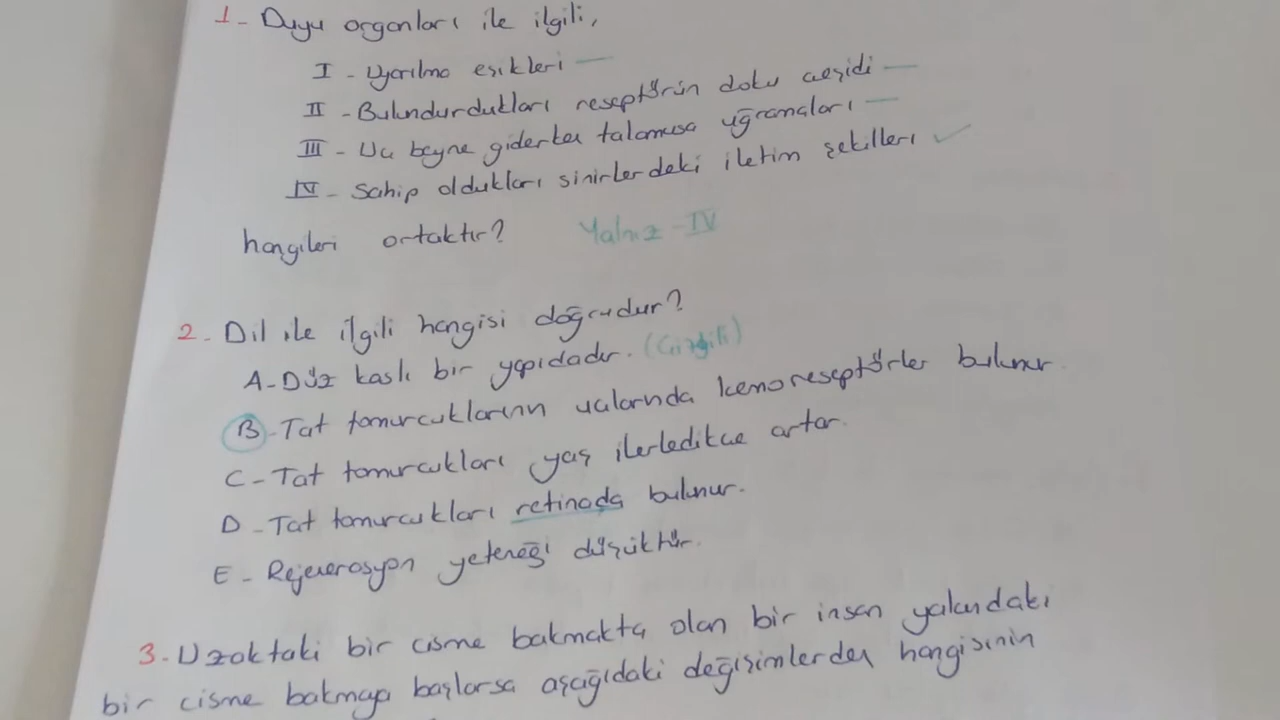 1- Duyu organları ile ilgili,
I - Uyarılma eşikleri —
II - Bulundurdukları reseptörün doku çeşidi —
III - Uç beyne giderken talamusa uğramaları —
IV - Sahip oldukları sinirlerdeki iletim şekilleri ✓
hangileri ortaktır? Yalnız - IV
2. Dil ile ilgili hangisi doğrudur?
A- Düz kaslı bir yapıdadır. (Çizgili)
B- Tat tomurcuklarının uçlarında kemoreseptörler bulunur.
C- Tat tomurcukları yaş ilerledikçe artar.
D- Tat tomurcukları retinada bulunur.
E- Rejenerasyon yeteneği düşüktür.
3- Uzaktaki bir cisme bakmakta olan bir insan yakındaki
bir cisme bakmaya başlarsa aşağıdaki değişimlerden hangisinin